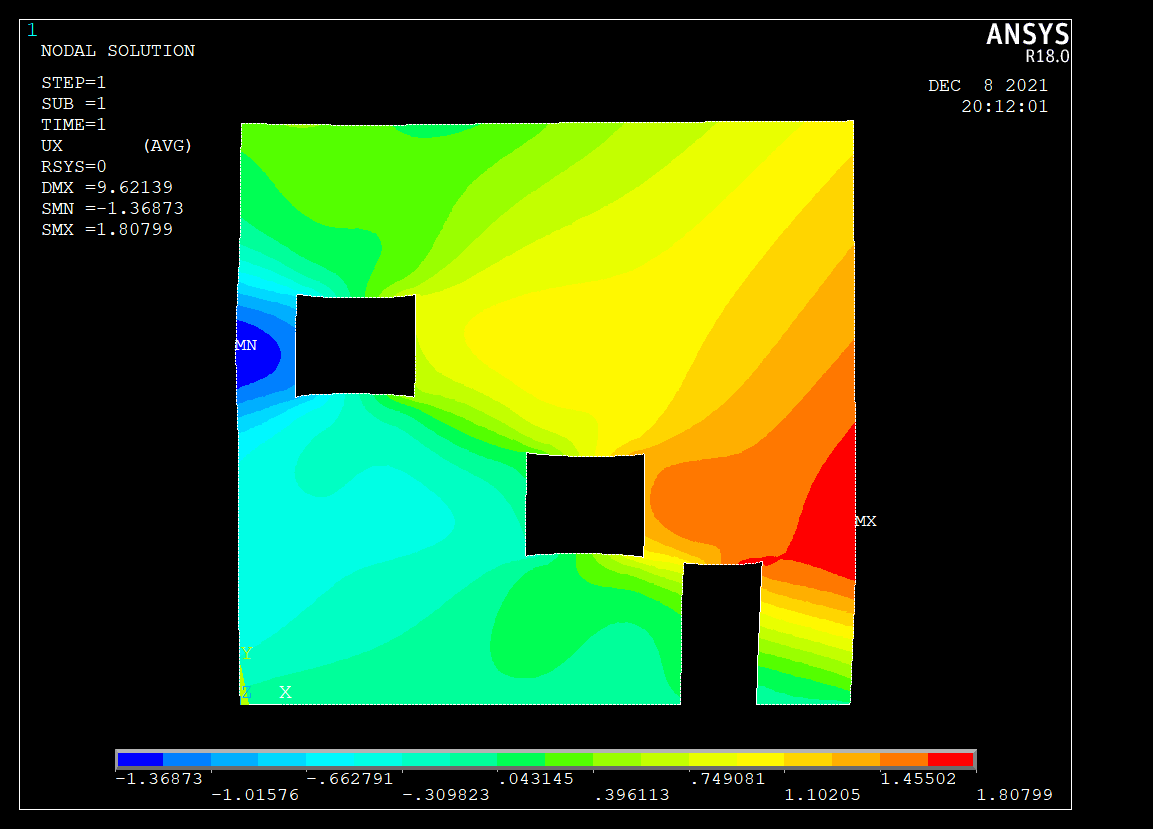 1
ANSYS
R18.0
NODAL SOLUTION
STEP=1
SUB =1
TIME=1
UX (AVG)
RSYS=0
DMX =9.62139
SMN =-1.36873
SMX =1.80799
DEC 8 2021
20:12:01
MN
MX
Y
Z X
-1.36873 -.662791 .043145 .749081 1.45502
-1.01576 -.309823 .396113 1.10205 1.80799